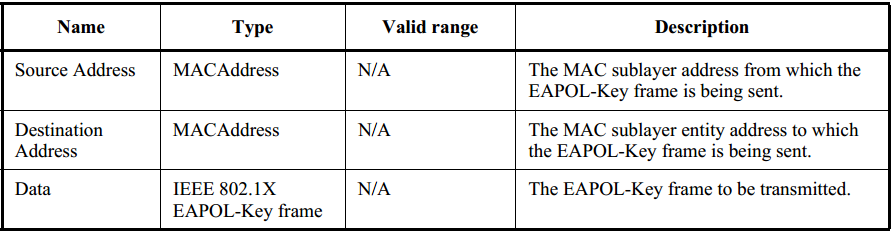 Name Type Valid range Description
Source Address MACAddress N/A The MAC sublayer address from which the
EAPOL-Key frame is being sent.
Destination MACAddress N/A The MAC sublayer entity address to which
Address the EAPOL-Key frame is being sent.
Data IEEE 802.1X N/A The EAPOL-Key frame to be transmitted.
EAPOL-Key frame